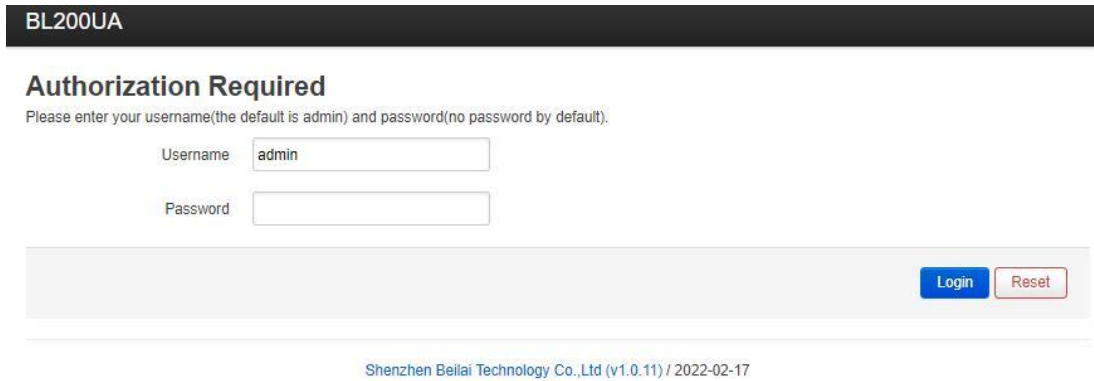 BL200UA
Authorization Required
Please enter your username(the default is admin) and password(no password by default).
Username admin
Password
Login Reset
Shenzhen Beilai Technology Co.,Ltd (v1.0.11) / 2022-02-17